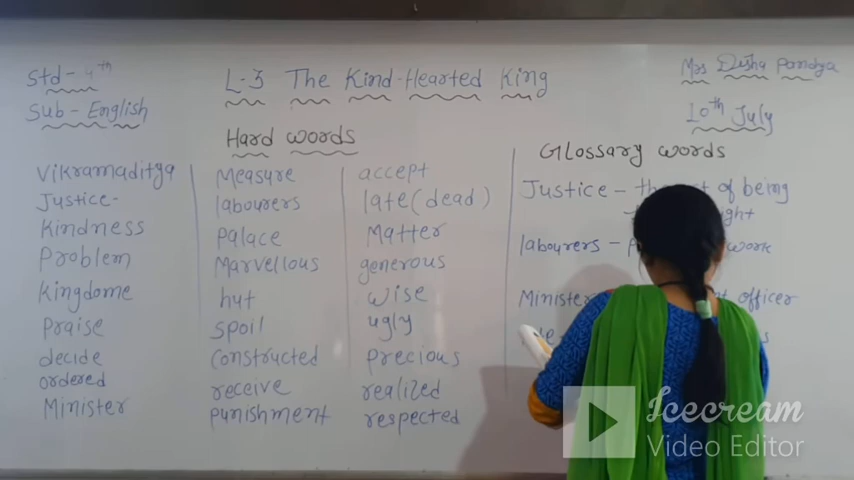 Std - 4th
Sub - English
L-3 The Kind-Hearted King
Mrs Disha Pandya
10th July
Hard words
Vikramaditya
Justice-
Kindness
Problem
Kingdome
Praise
decide
ordered
Minister
Measure
labourers
Palace
Marvellous
hut
spoil
Constructed
receive
punishment
accept
late (dead)
Matter
generous
wise
ugly
precious
realized
respected
Glossary words
Justice - the of being
labourers - work
Minister officer
Icecream
Video Editor